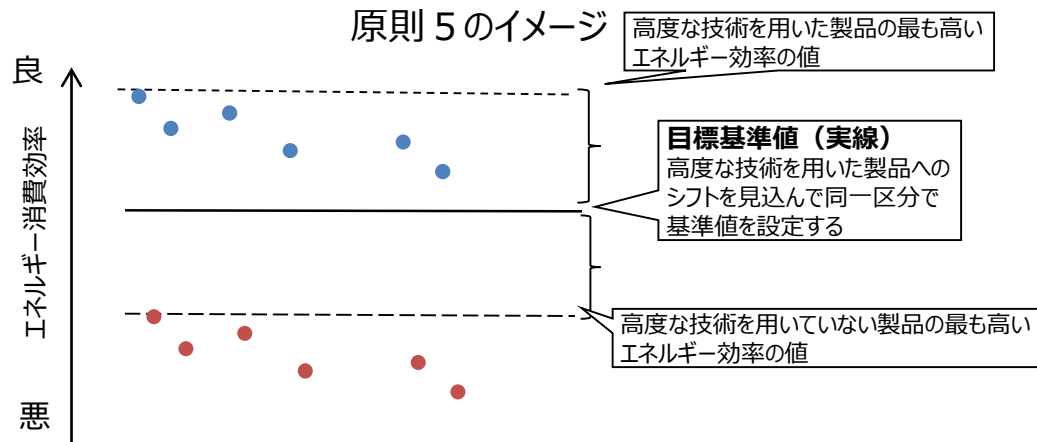 原則５のイメージ
高度な技術を用いた製品の最も高い
エネルギー効率の値
良
エネルギー消費効率
目標基準値（実線）
高度な技術を用いた製品への
シフトを見込んで同一区分で
基準値を設定する
高度な技術を用いていない製品の最も高い
エネルギー効率の値
悪